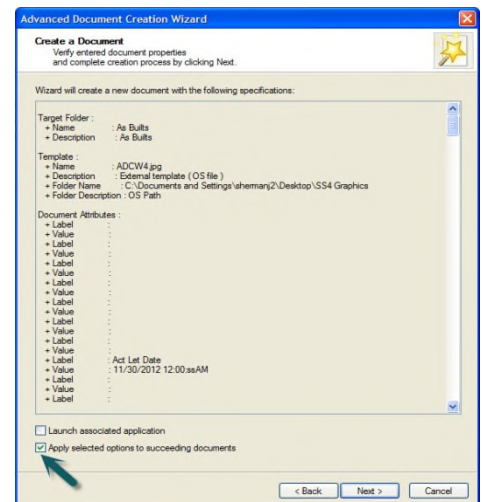 Advanced Document Creation Wizard
Create a Document
Verify entered document properties
and complete creation process by clicking Next.
Wizard will create a new document with the following specifications:
Target Folder :
+ Name : As Builts
+ Description : As Builts
Template :
+ Name : ADCW4.jpg
+ Description : External template ( OS file )
+ Folder Name : C:\Documents and Settings\shermanj2\Desktop\SS4 Graphics
+ Folder Description : OS Path
Document Attributes :
+ Label :
+ Value :
+ Label :
+ Value :
+ Label :
+ Value :
+ Label :
+ Value :
+ Label :
+ Value :
+ Label :
+ Value :
+ Label : Act Let Date
+ Value : 11/30/2012 12:00:ssAM
+ Label :
+ Value :
+ Label :
Launch associated application
Apply selected options to succeeding documents
< Back Next > Cancel